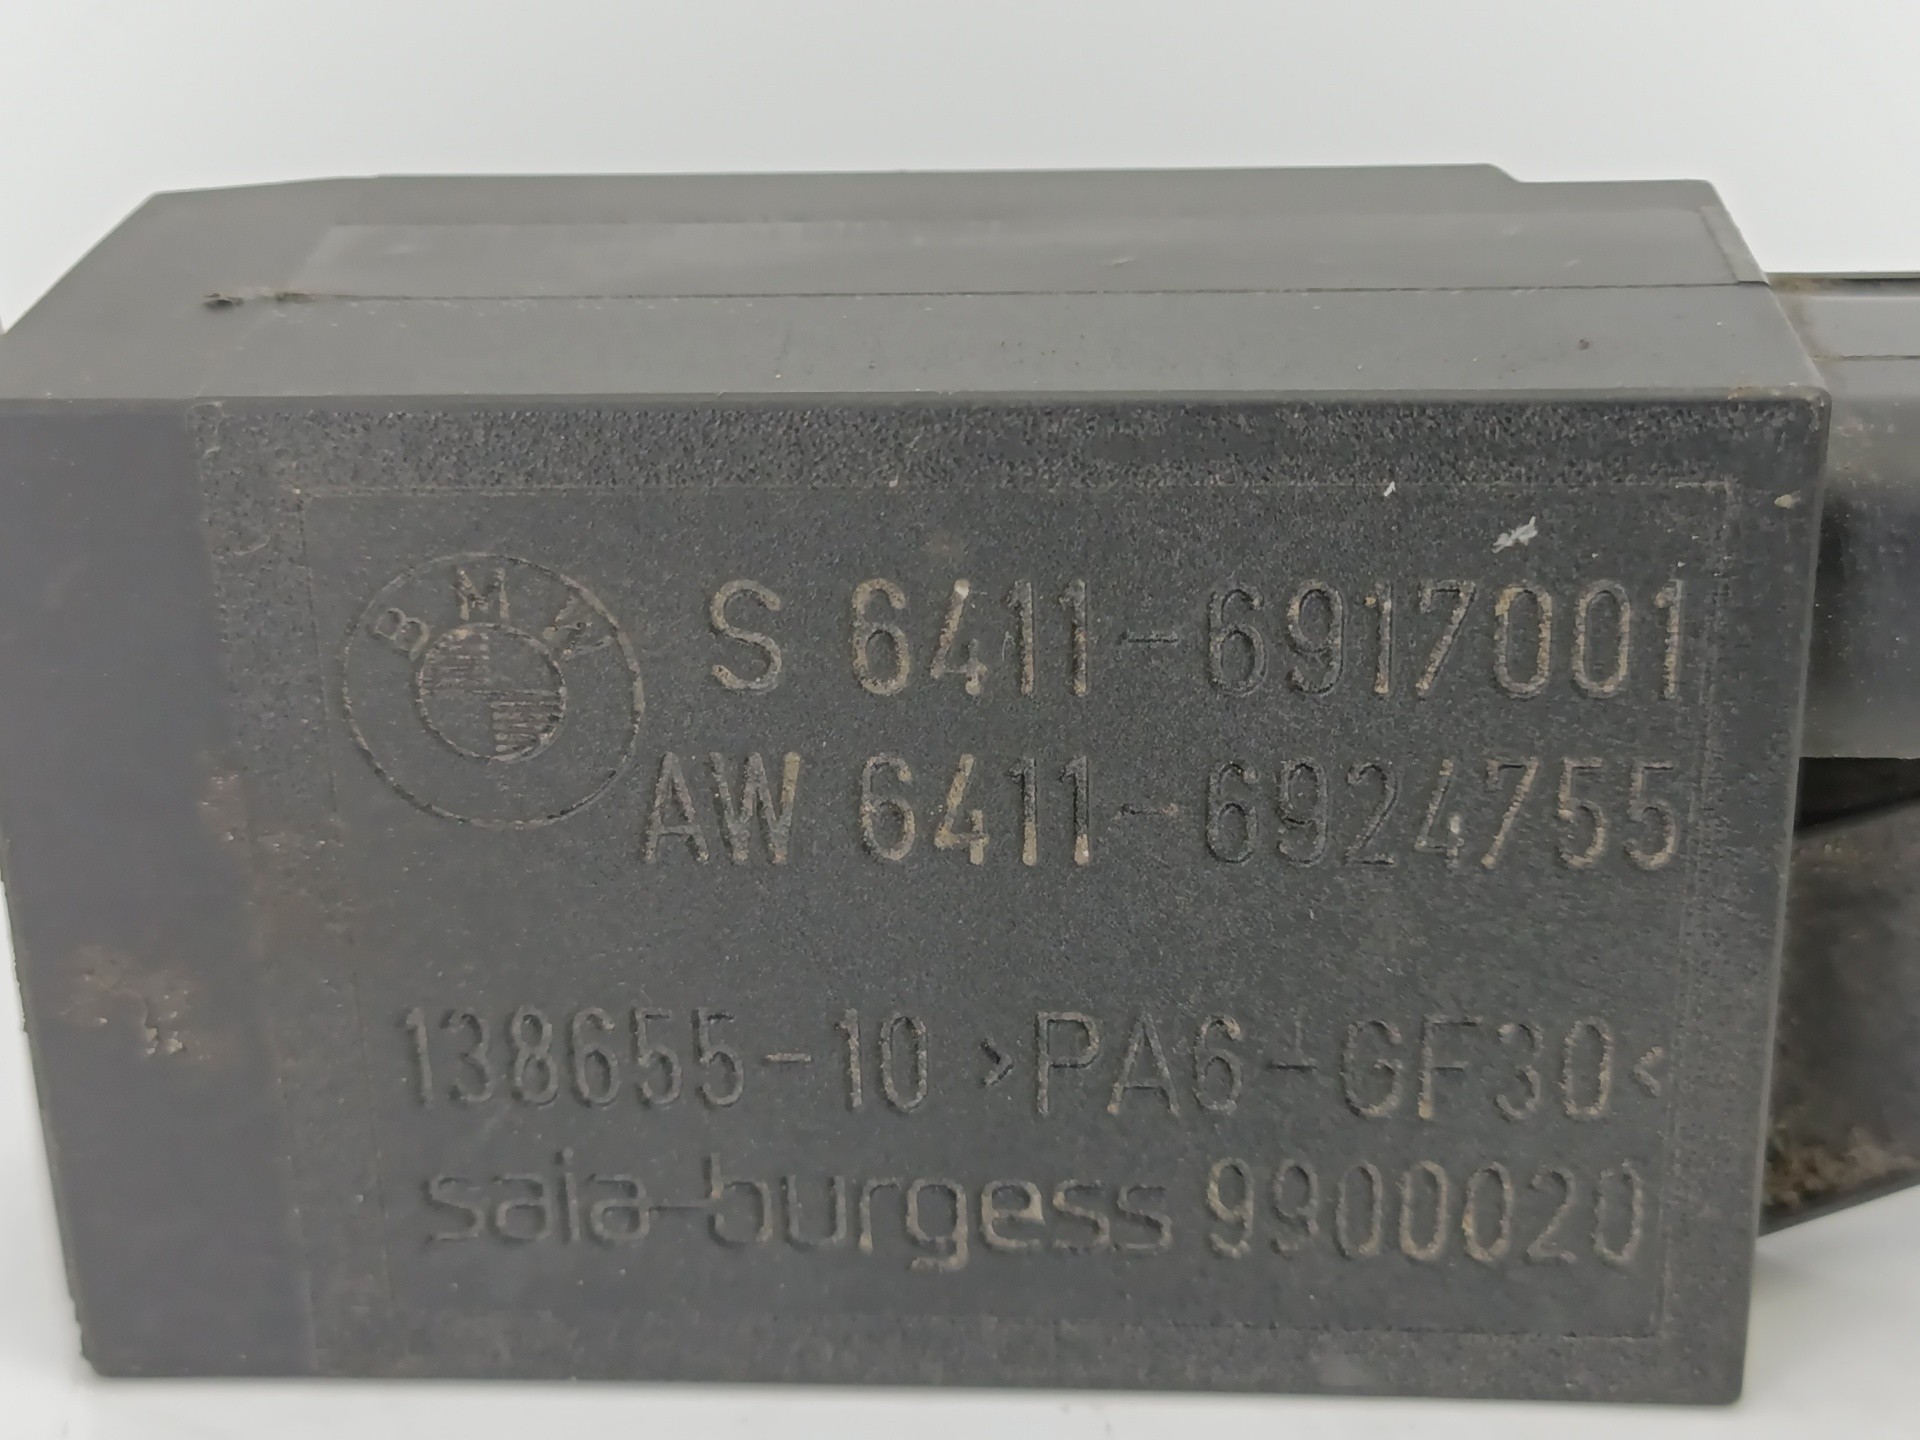 BMW
S 6411-6917001
AW 6411-6924755
138655-10 >PA6-GF30<
saia-burgess 9900020